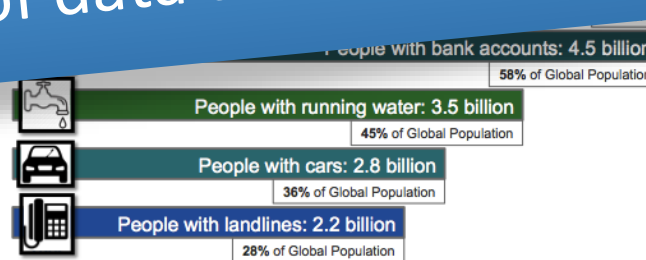 of data
People with bank accounts: 4.5 billion
58% of Global Population
People with running water: 3.5 billion
45% of Global Population
People with cars: 2.8 billion
36% of Global Population
People with landlines: 2.2 billion
28% of Global Population